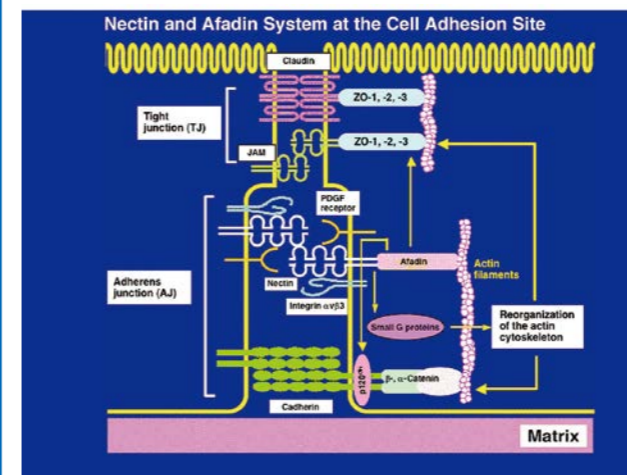 Nectin and Afadin System at the Cell Adhesion Site
Claudin
ZO-1, -2, -3
Tight
junction (TJ)
ZO-1, -2, -3
JAM
PDGF
receptor
Afadin
Actin
filaments
Adherens
junction (AJ)
Nectin
Integrin αvβ3
Small G proteins
Reorganization
of the actin
cytoskeleton
p120ctn
β-, α-Catenin
Cadherin
Matrix